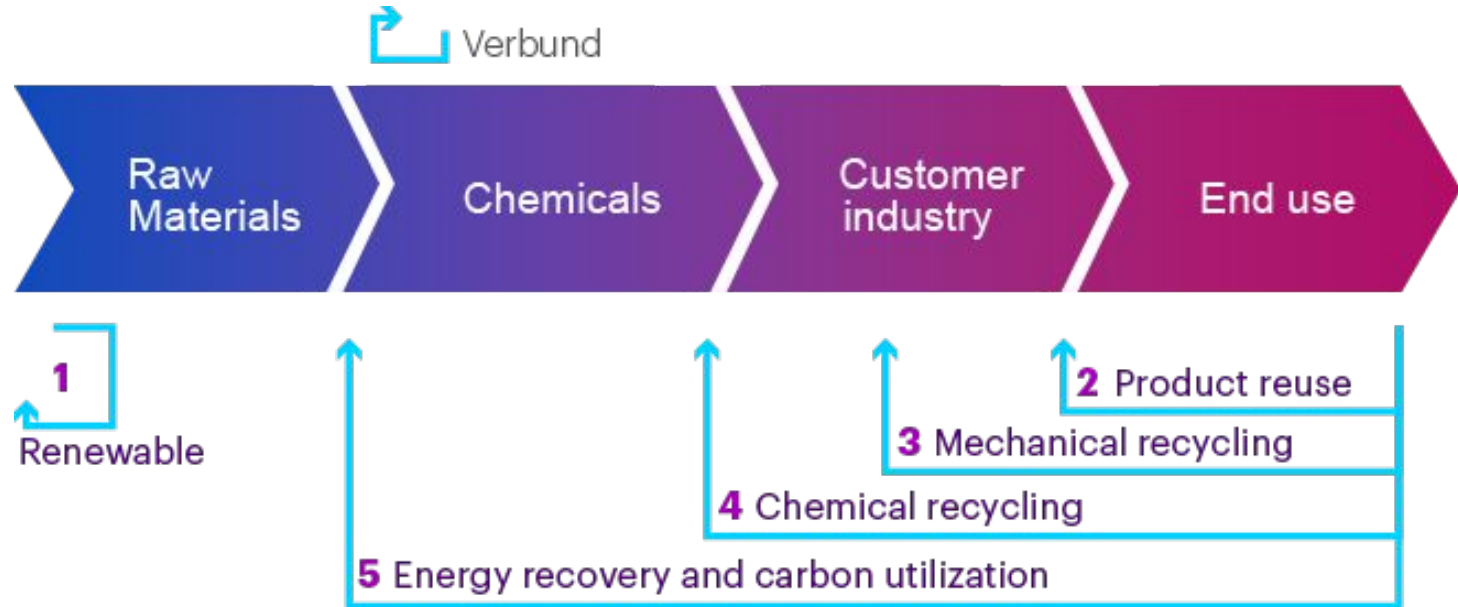 Verbund
Raw
Materials
Chemicals
Customer
industry
End use
1
Renewable
2 Product reuse
3 Mechanical recycling
4 Chemical recycling
5 Energy recovery and carbon utilization